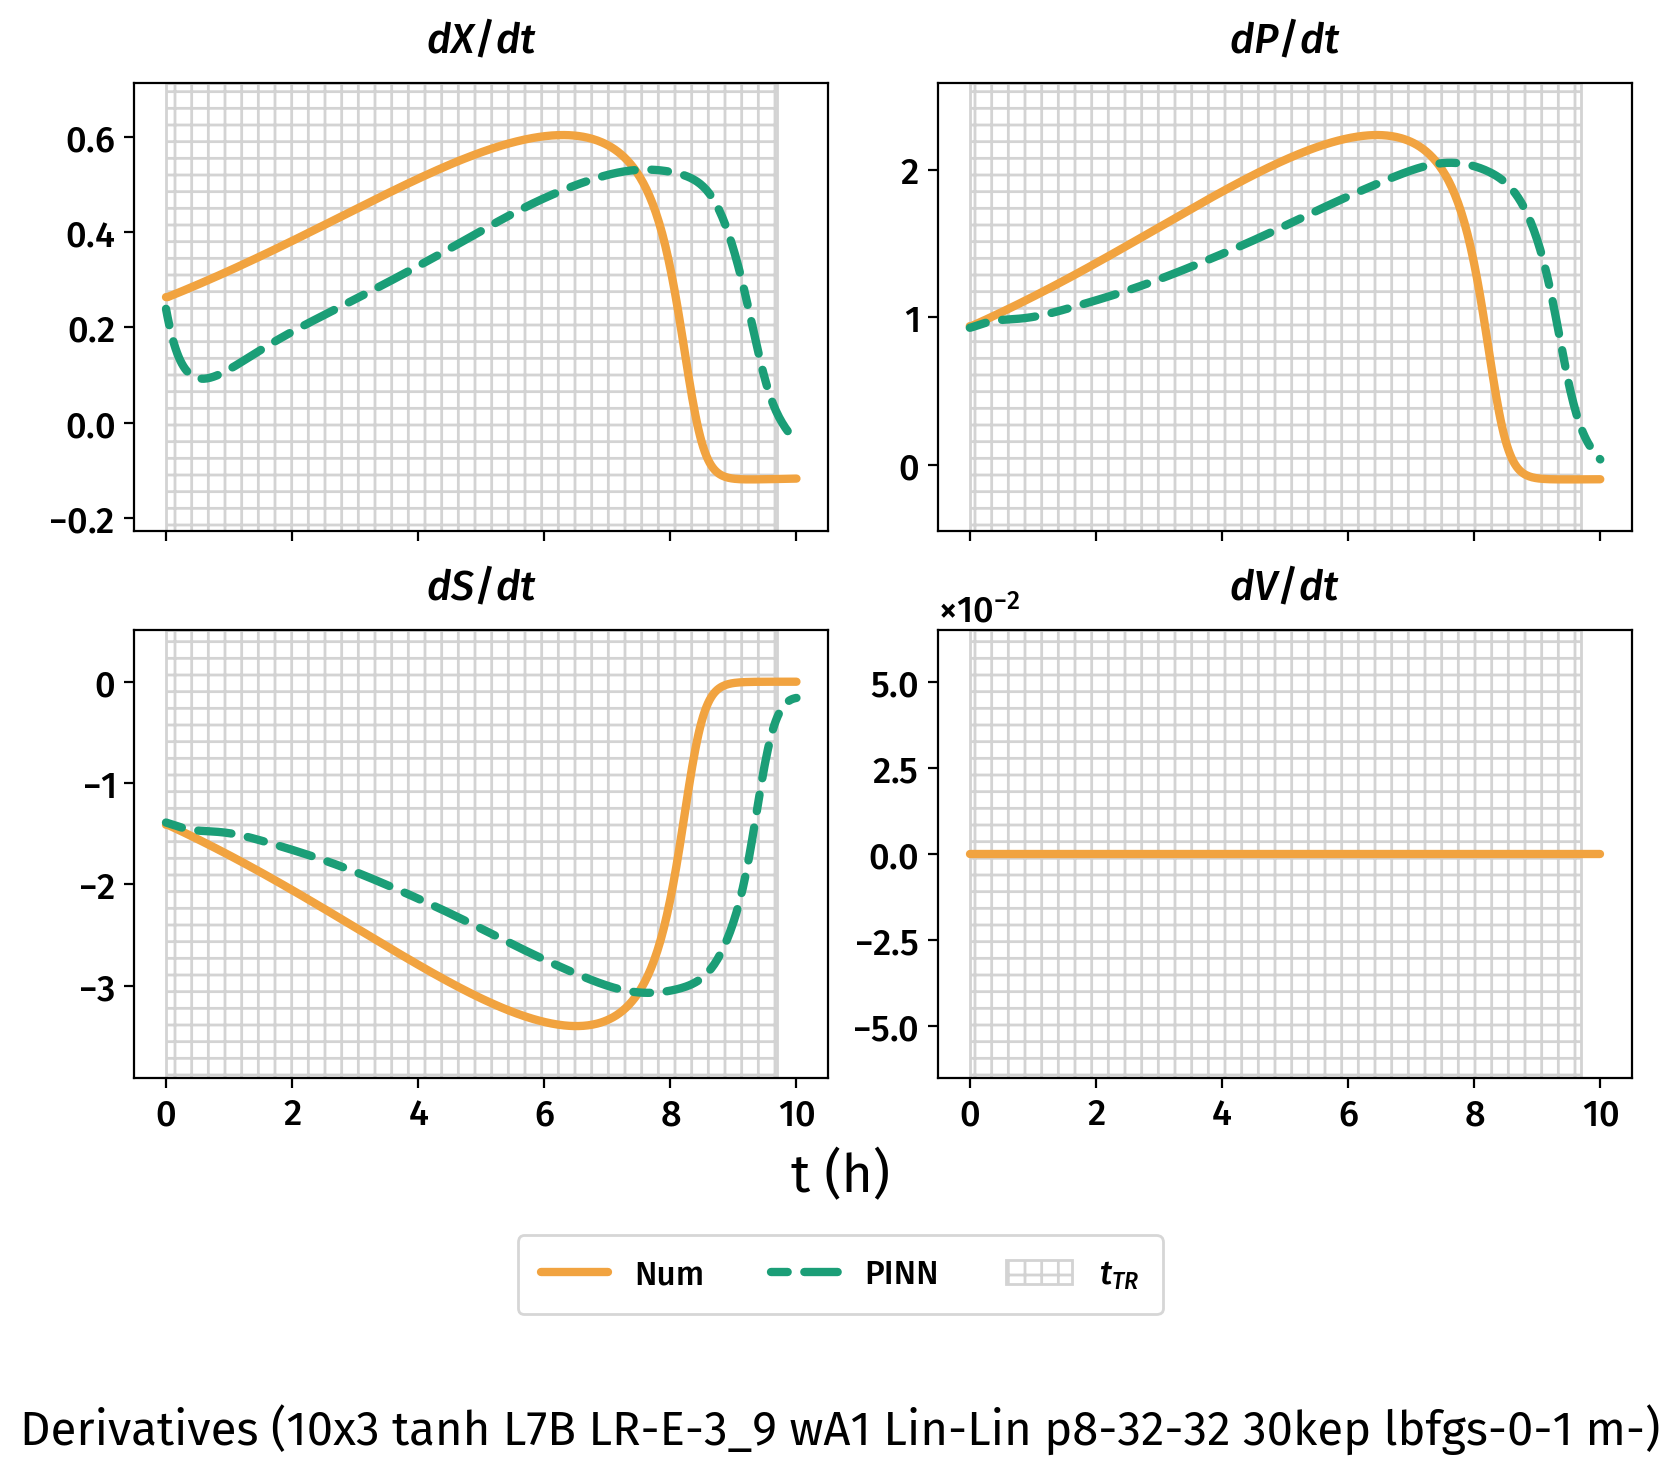 dX/dt
dP/dt
0.6
0.4
0.2
0.0
−0.2
2
1
0
dS/dt
dV/dt
×10⁻²
0
−1
−2
−3
5.0
2.5
0.0
−2.5
−5.0
0 2 4 6 8 10
0 2 4 6 8 10
t (h)
Num PINN t_TR
Derivatives (10x3 tanh L7B LR-E-3_9 wA1 Lin-Lin p8-32-32 30kep lbfgs-0-1 m-)